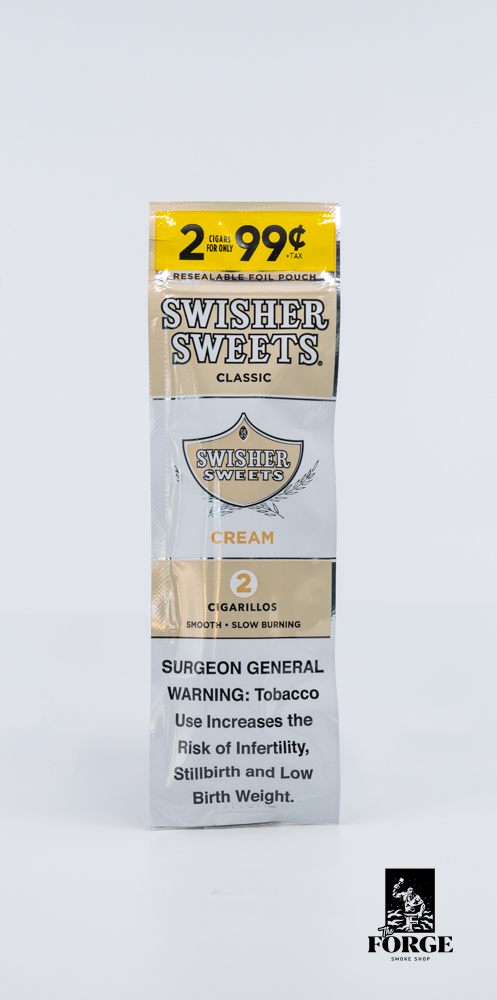 2 CIGARS FOR ONLY 99¢ +TAX
RESEALABLE FOIL POUCH
SWISHER
SWEETS®
CLASSIC
SWISHER
SWEETS
CREAM
2
CIGARILLOS
SMOOTH • SLOW BURNING
SURGEON GENERAL
WARNING: Tobacco
Use Increases the
Risk of Infertility,
Stillbirth and Low
Birth Weight.
The
FORGE
SMOKE SHOP